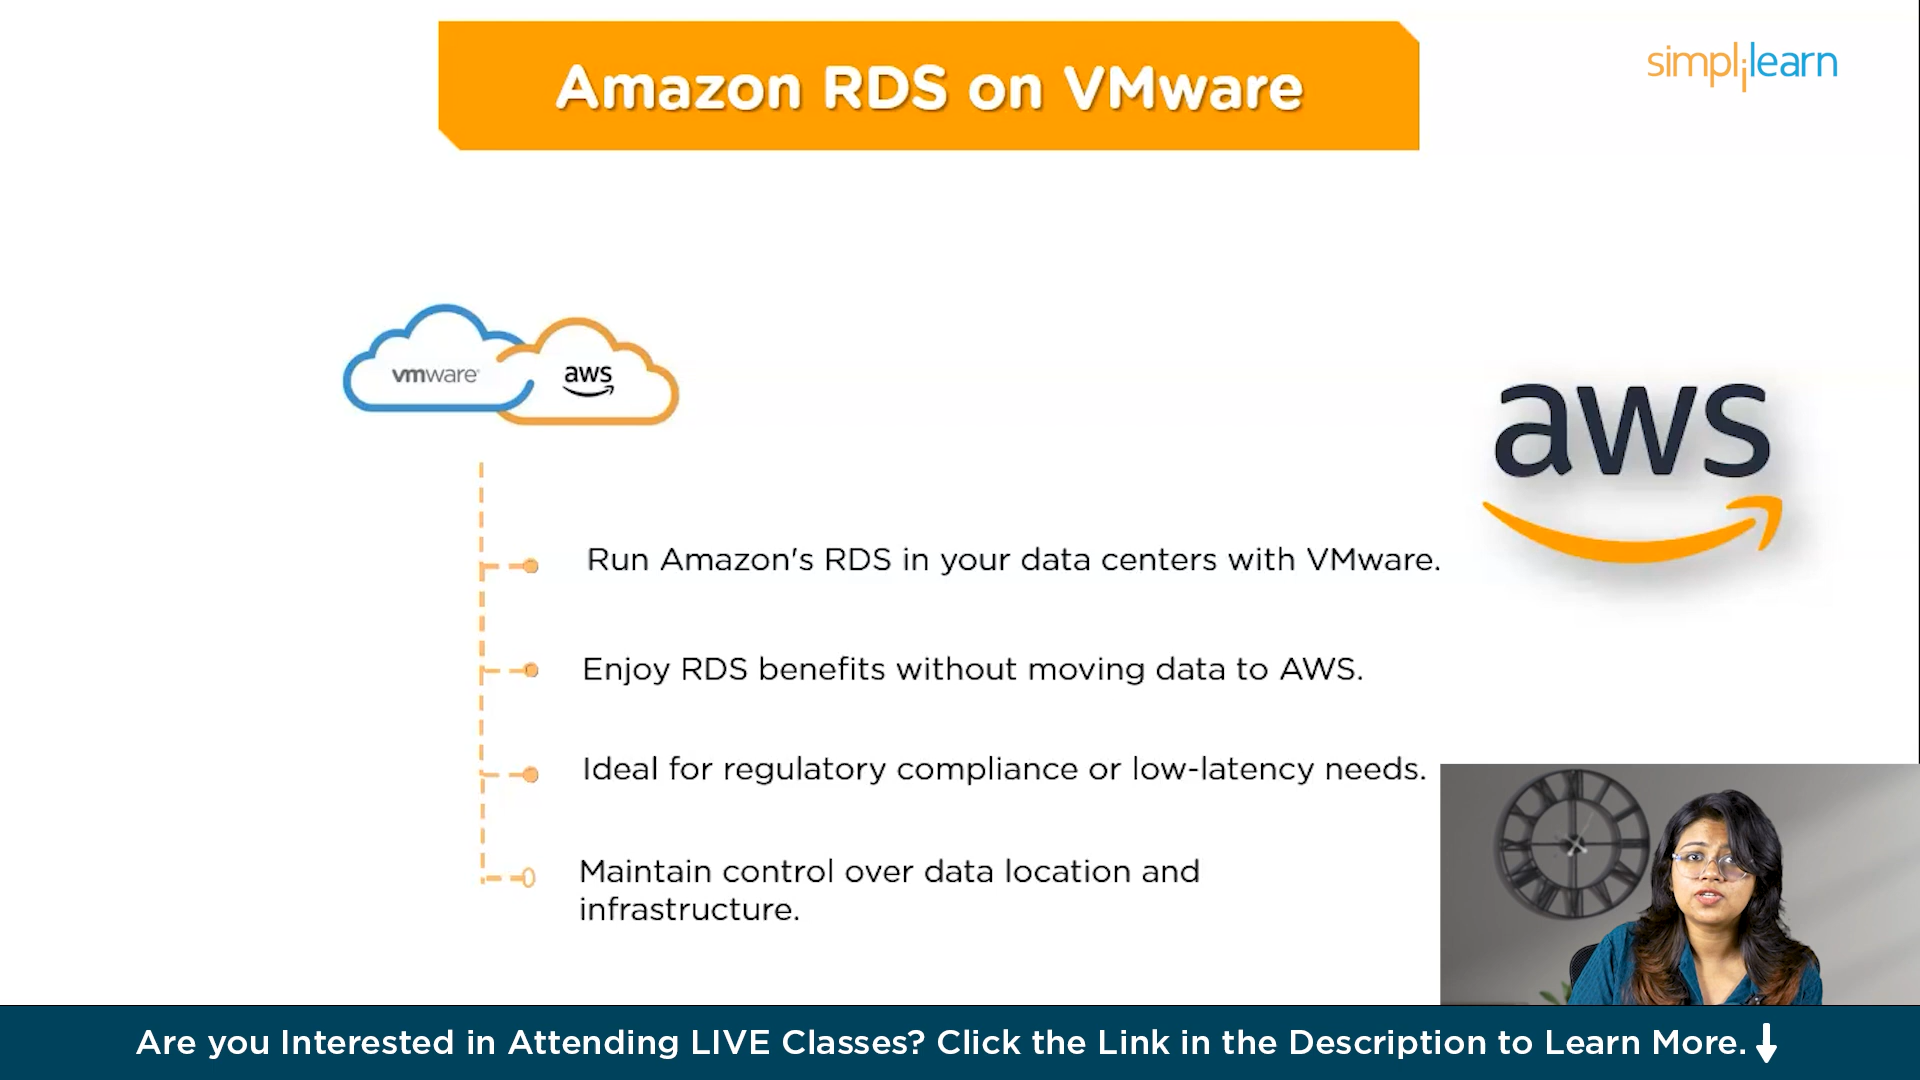 Amazon RDS on VMware
simplilearn
vmware
aws
aws
Run Amazon's RDS in your data centers with VMware.
Enjoy RDS benefits without moving data to AWS.
Ideal for regulatory compliance or low-latency needs.
Maintain control over data location and
infrastructure.
Are you Interested in Attending LIVE Classes? Click the Link in the Description to Learn More.